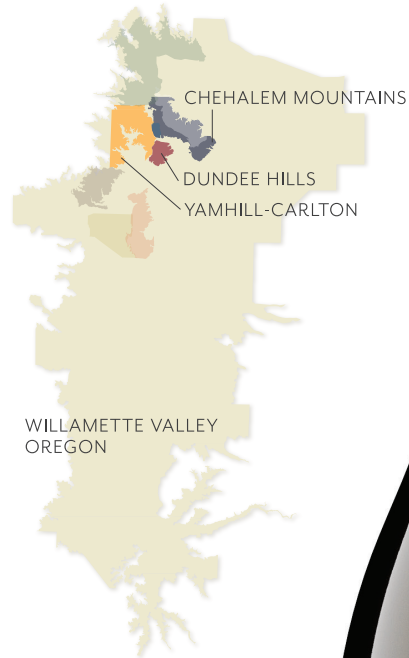 CHEHALEM MOUNTAINS
DUNDEE HILLS
YAMHILL-CARLTON
WILLAMETTE VALLEY
OREGON